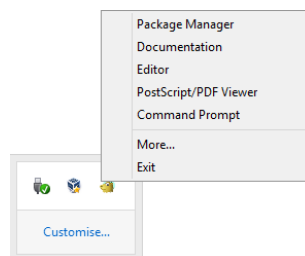 Package Manager
Documentation
Editor
PostScript/PDF Viewer
Command Prompt
More...
Exit
Customise...